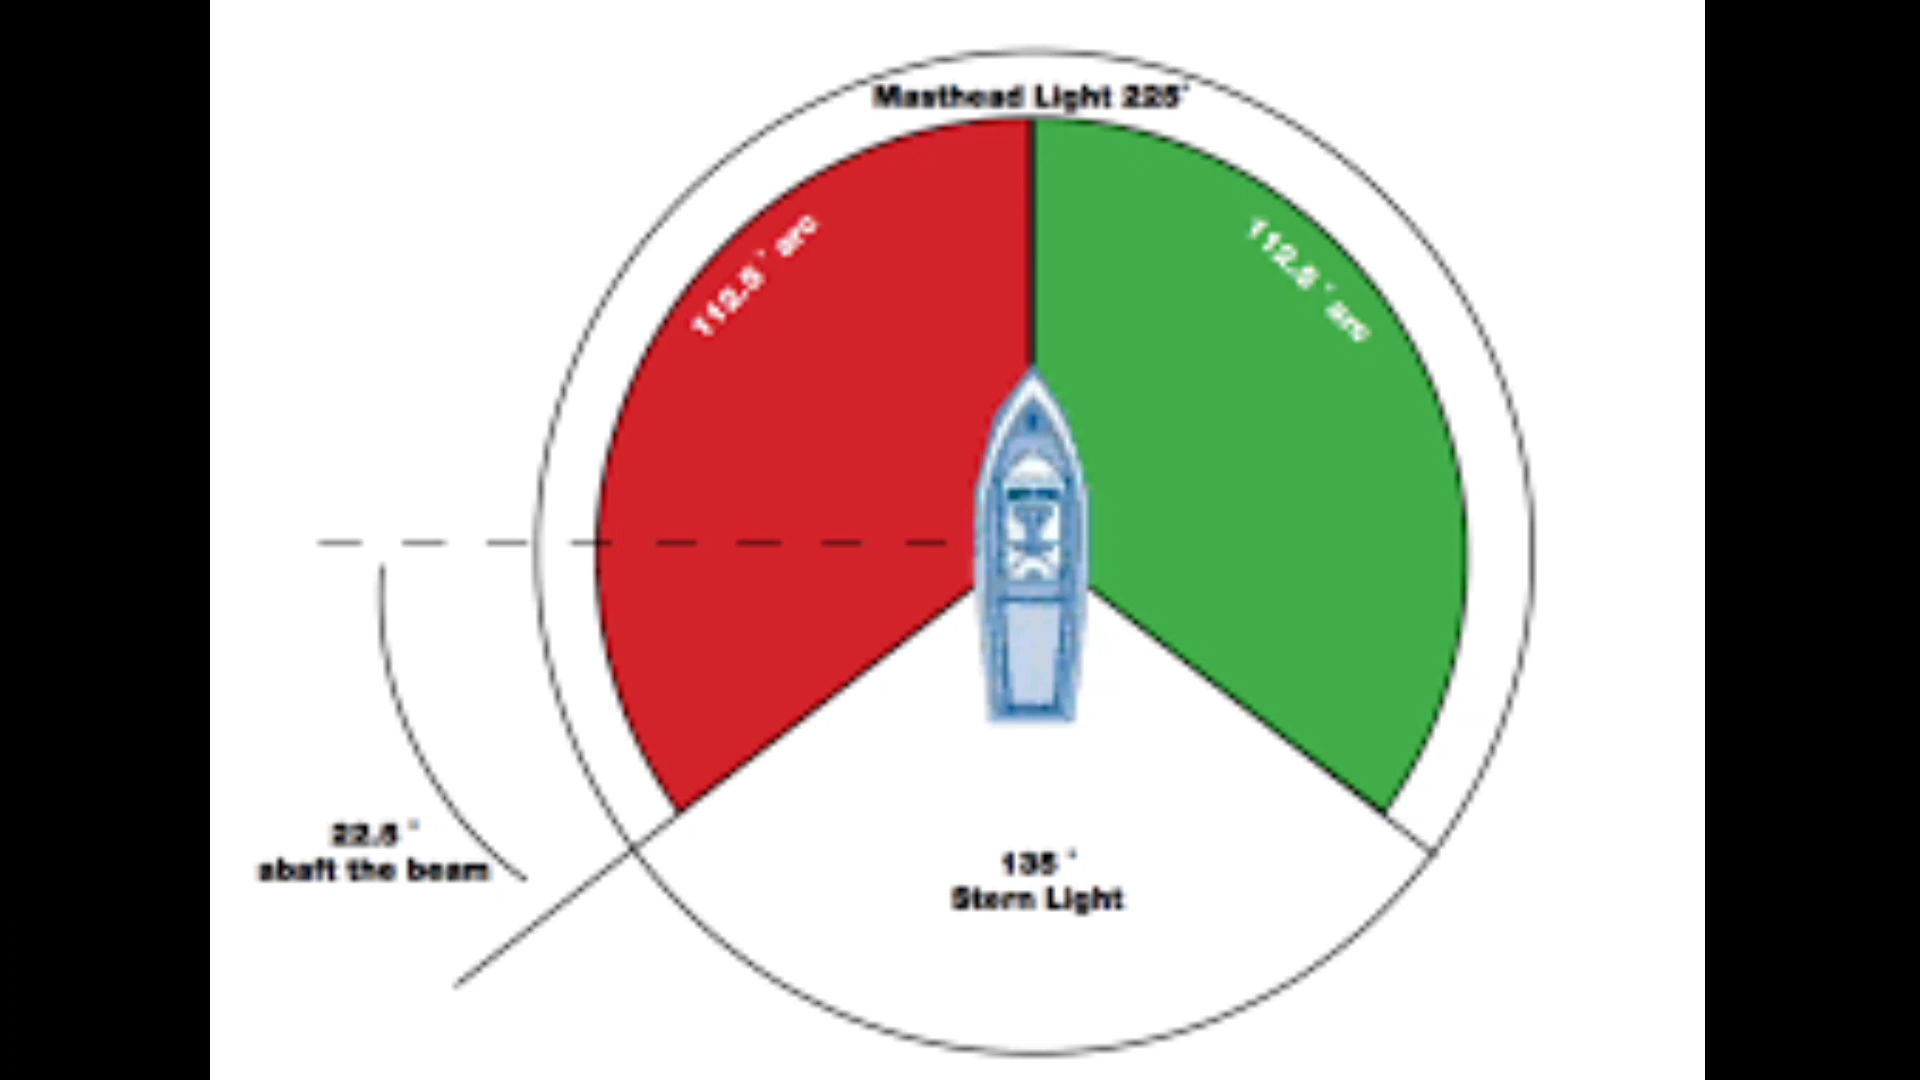 Masthead Light 225°
112.5° arc
112.5° arc
22.5°
abaft the beam
135°
Stern Light